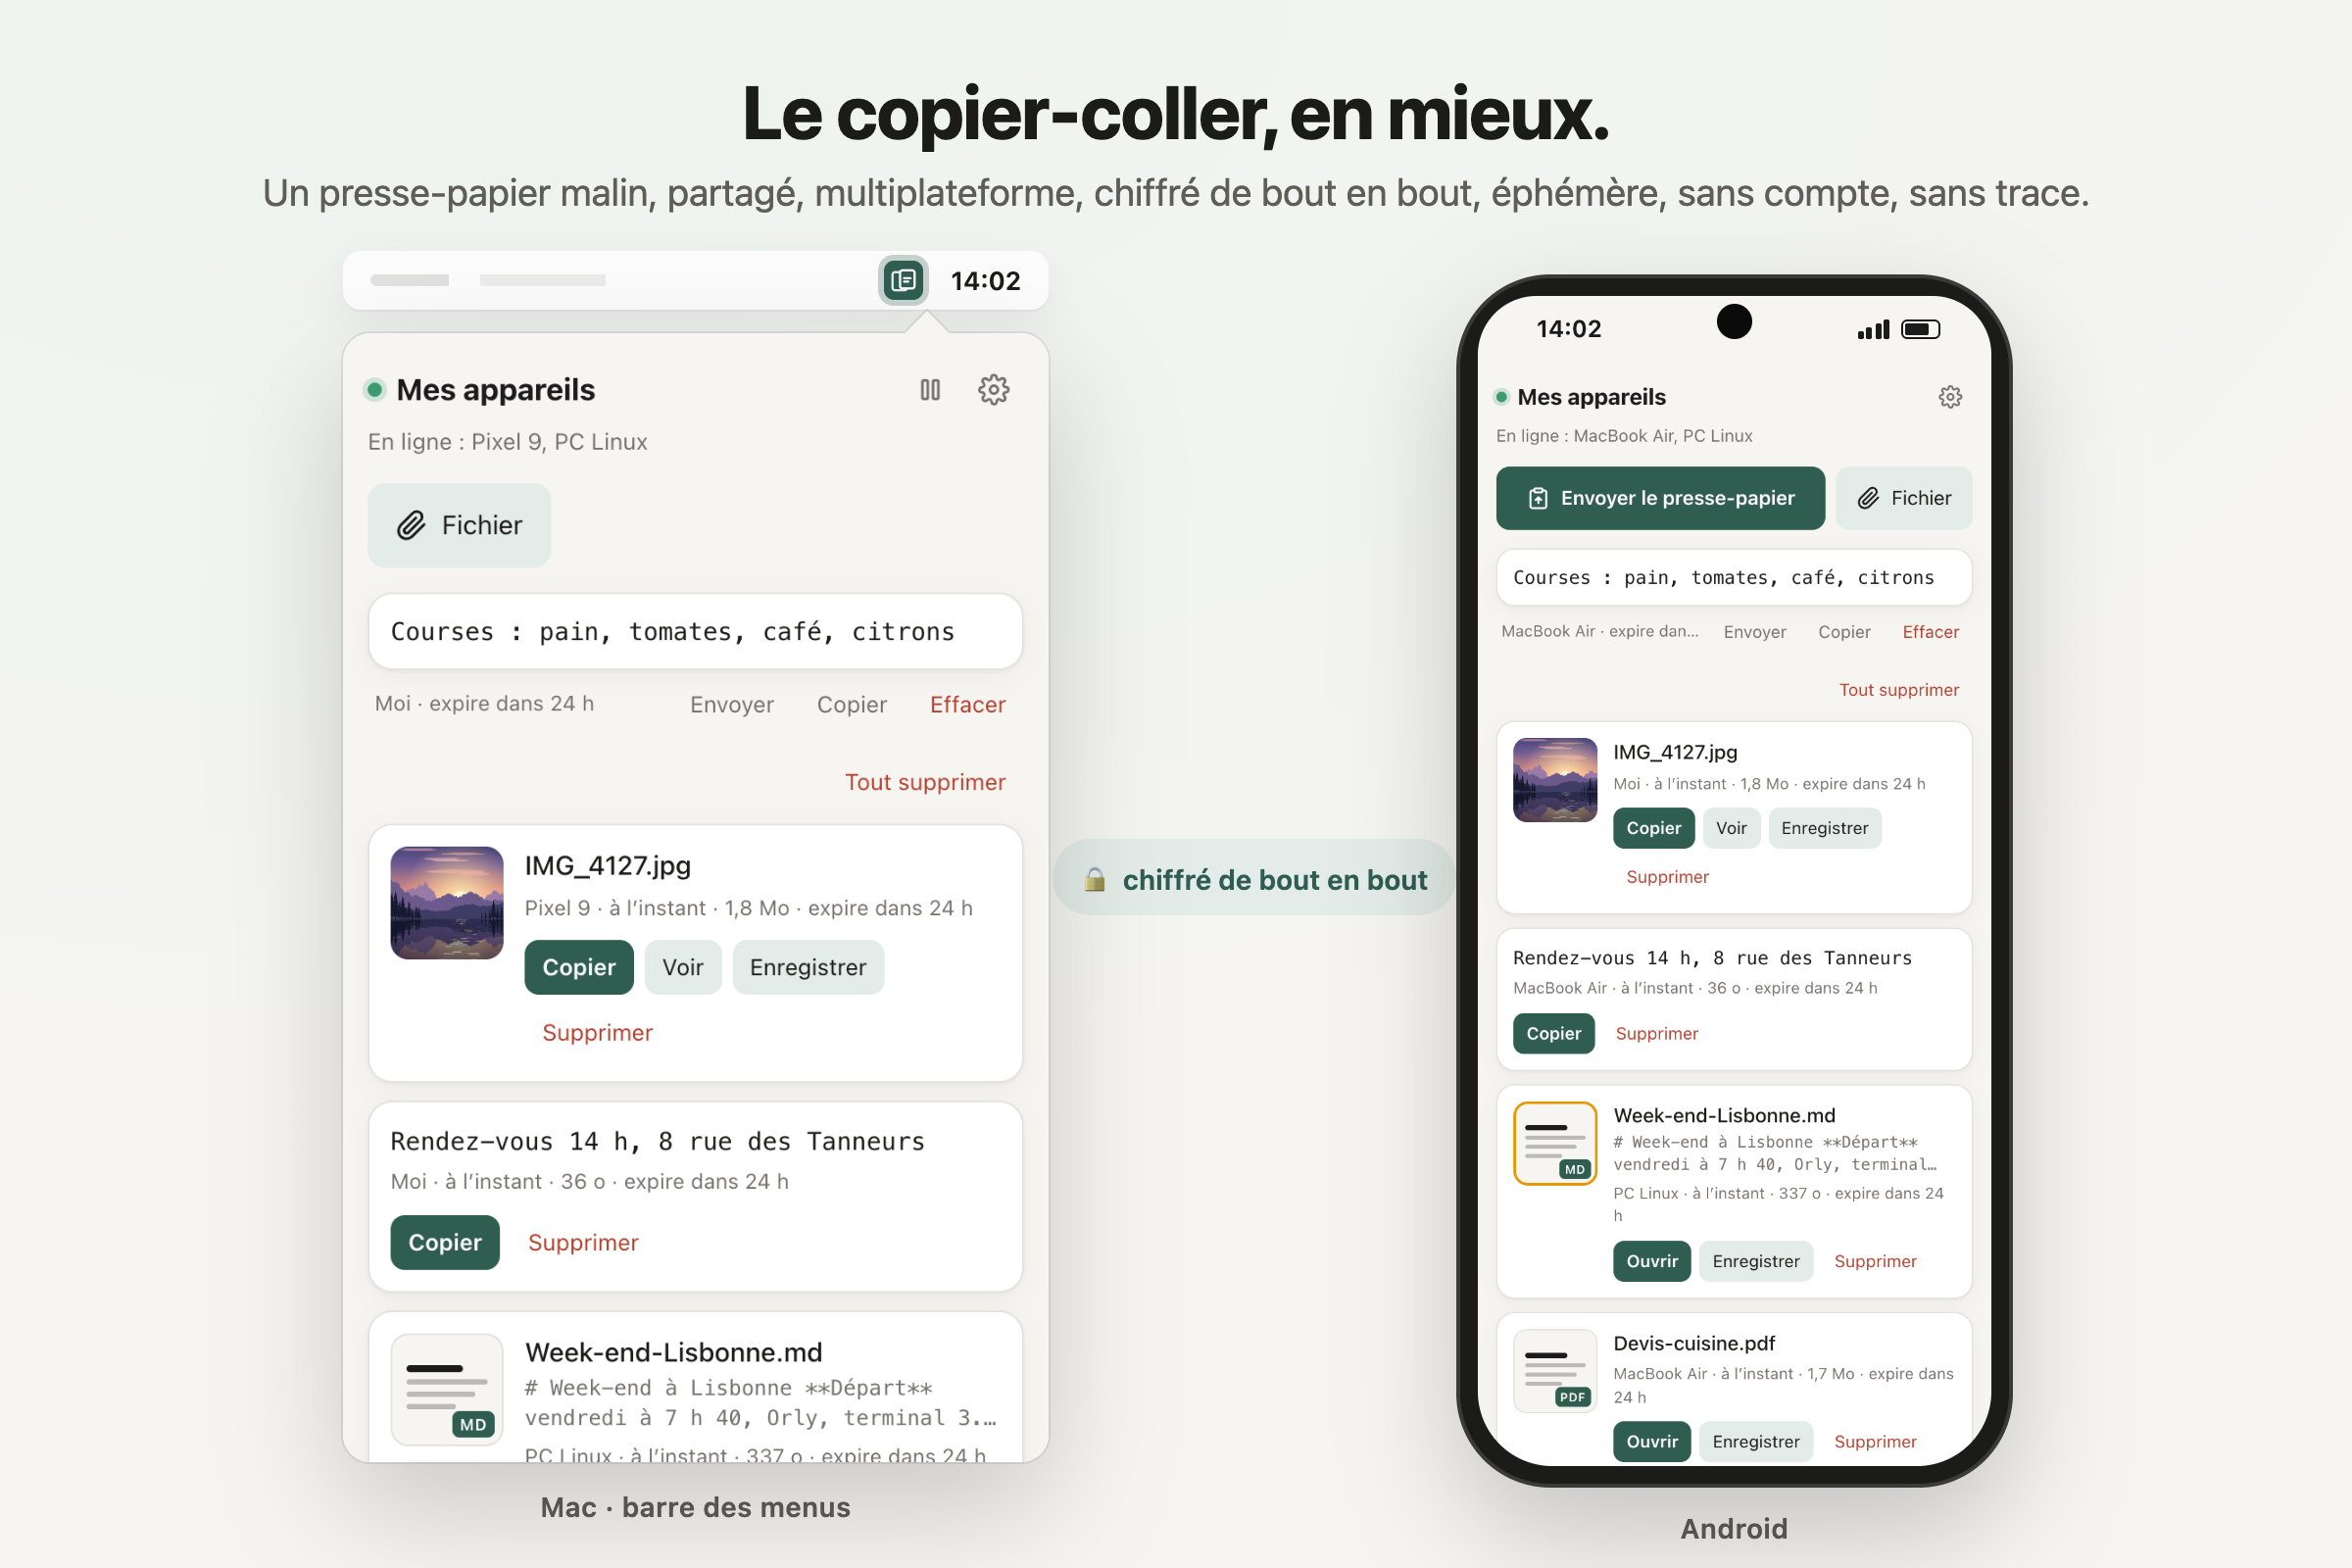 Le copier-coller, en mieux.
Un presse-papier malin, partagé, multiplateforme, chiffré de bout en bout, éphémère, sans compte, sans trace.
14:02
Mes appareils
En ligne : Pixel 9, PC Linux
Fichier
Courses : pain, tomates, café, citrons
Moi · expire dans 24 h Envoyer Copier Effacer
Tout supprimer
IMG_4127.jpg
Pixel 9 · à l’instant · 1,8 Mo · expire dans 24 h
Copier Voir Enregistrer
Supprimer
Rendez-vous 14 h, 8 rue des Tanneurs
Moi · à l’instant · 36 o · expire dans 24 h
Copier Supprimer
MD
Week-end-Lisbonne.md
# Week-end à Lisbonne **Départ**
vendredi à 7 h 40, Orly, terminal 3.…
PC Linux · à l’instant · 337 o · expire dans 24 h
Mac · barre des menus
chiffré de bout en bout
14:02
Mes appareils
En ligne : MacBook Air, PC Linux
Envoyer le presse-papier Fichier
Courses : pain, tomates, café, citrons
MacBook Air · expire dan… Envoyer Copier Effacer
Tout supprimer
IMG_4127.jpg
Moi · à l’instant · 1,8 Mo · expire dans 24 h
Copier Voir Enregistrer
Supprimer
Rendez-vous 14 h, 8 rue des Tanneurs
MacBook Air · à l’instant · 36 o · expire dans 24 h
Copier Supprimer
MD
Week-end-Lisbonne.md
# Week-end à Lisbonne **Départ**
vendredi à 7 h 40, Orly, terminal…
PC Linux · à l’instant · 337 o · expire dans 24
h
Ouvrir Enregistrer Supprimer
PDF
Devis-cuisine.pdf
MacBook Air · à l’instant · 1,7 Mo · expire dans
24 h
Ouvrir Enregistrer Supprimer
Android